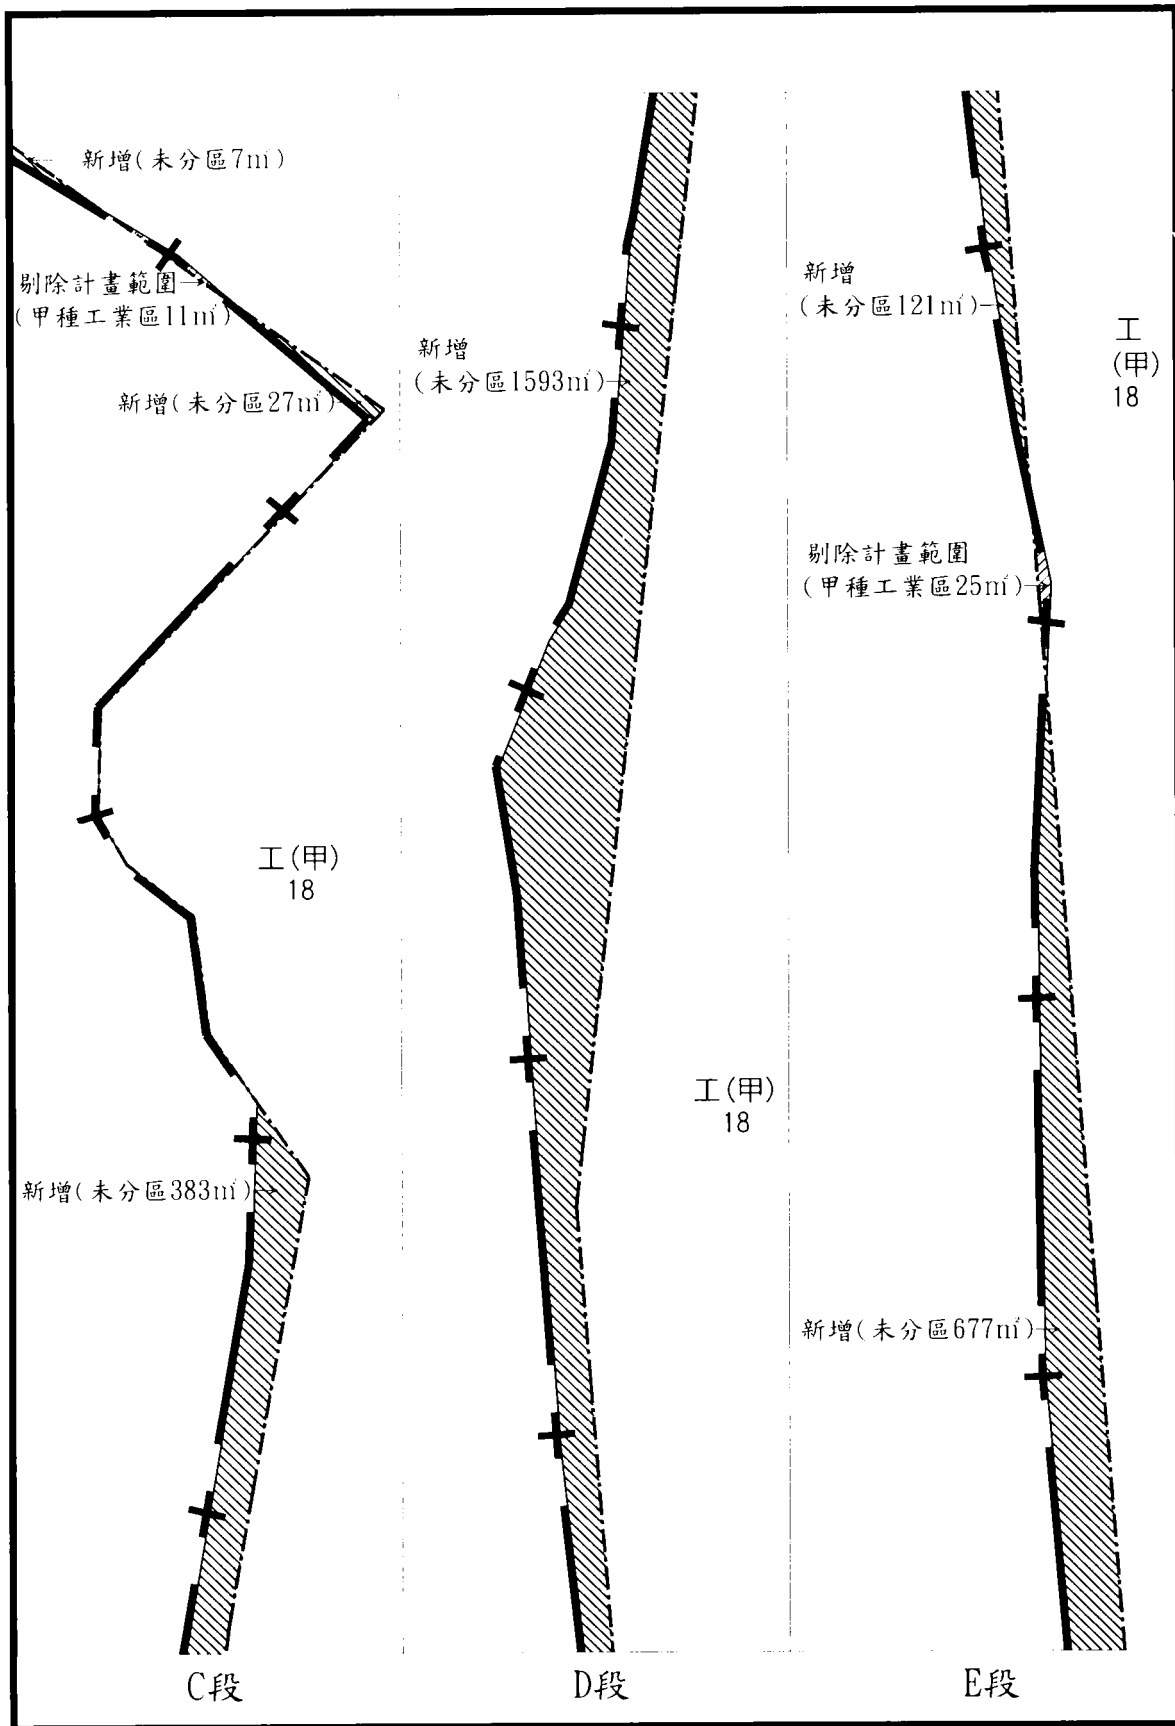 新增(未分區7㎡)
剔除計畫範圍
(甲種工業區11㎡)
新增(未分區27㎡)
工(甲)
18
新增(未分區383㎡)
C段
新增
(未分區1593㎡)
工(甲)
18
D段
新增
(未分區121㎡)
工
(甲)
18
剔除計畫範圍
(甲種工業區25㎡)
新增(未分區677㎡)
E段